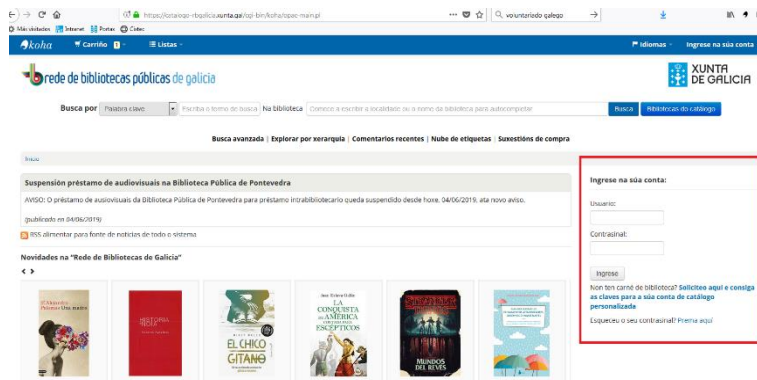 https://catalogo-rbgalicia.xunta.gal/cgi-bin/koha/opac-main.pl
voluntariado galego
Máis visitados Intranet Portax Cixtec
koha Carriño Listas Idiomas Ingrese na súa conta
rede de bibliotecas públicas de galicia
XUNTA
DE GALICIA
Busca por Palabra clave Escriba o termo de busca Na biblioteca Comece a escribir a localidade ou o nome da biblioteca para autocompletar Busca Bibliotecas do catálogo
Busca avanzada | Explorar por xerarquía | Comentarios recentes | Nube de etiquetas | Suxestións de compra
Inicio
Suspensión préstamo de audiovisuais na Biblioteca Pública de Pontevedra
AVISO: O préstamo de ausiovisuais da Biblioteca Pública de Pontevedra para préstamo intrabibliotecario queda suspendido desde hoxe, 04/06/2019, ata novo aviso.
(publicado en 04/06/2019)
RSS alimentar para fonte de noticias de todo o sistema
Novidades na "Rede de Bibliotecas de Galicia"
Una madre
HISTORIA
EL CHICO
GITANO
LA
CONQUISTA
DE AMÉRICA
ESCÉPTICOS
MUNDOS
DEL REVÉS
Ingrese na súa conta:
Usuario:
Contrasinal:
Ingrese
Non ten carné de biblioteca? Solicíteo aquí e consiga
as claves para a súa conta de catálogo
personalizada
Esqueceu o seu contrasinal? Prema aquí